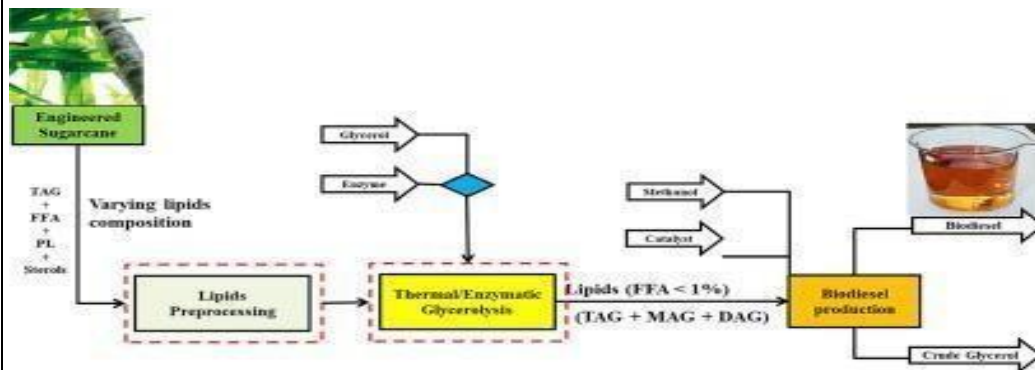 Engineered
Sugarcane
TAG
+
FFA
+
PL
+
Sterols
Varying lipids
composition
Lipids
Preprocessing
Glycerol
Enzyme
Thermal/Enzymatic
Glycerolysis
Lipids (FFA < 1%)
(TAG + MAG + DAG)
Methanol
Catalyst
Biodiesel
production
Biodiesel
Crude Glycerol